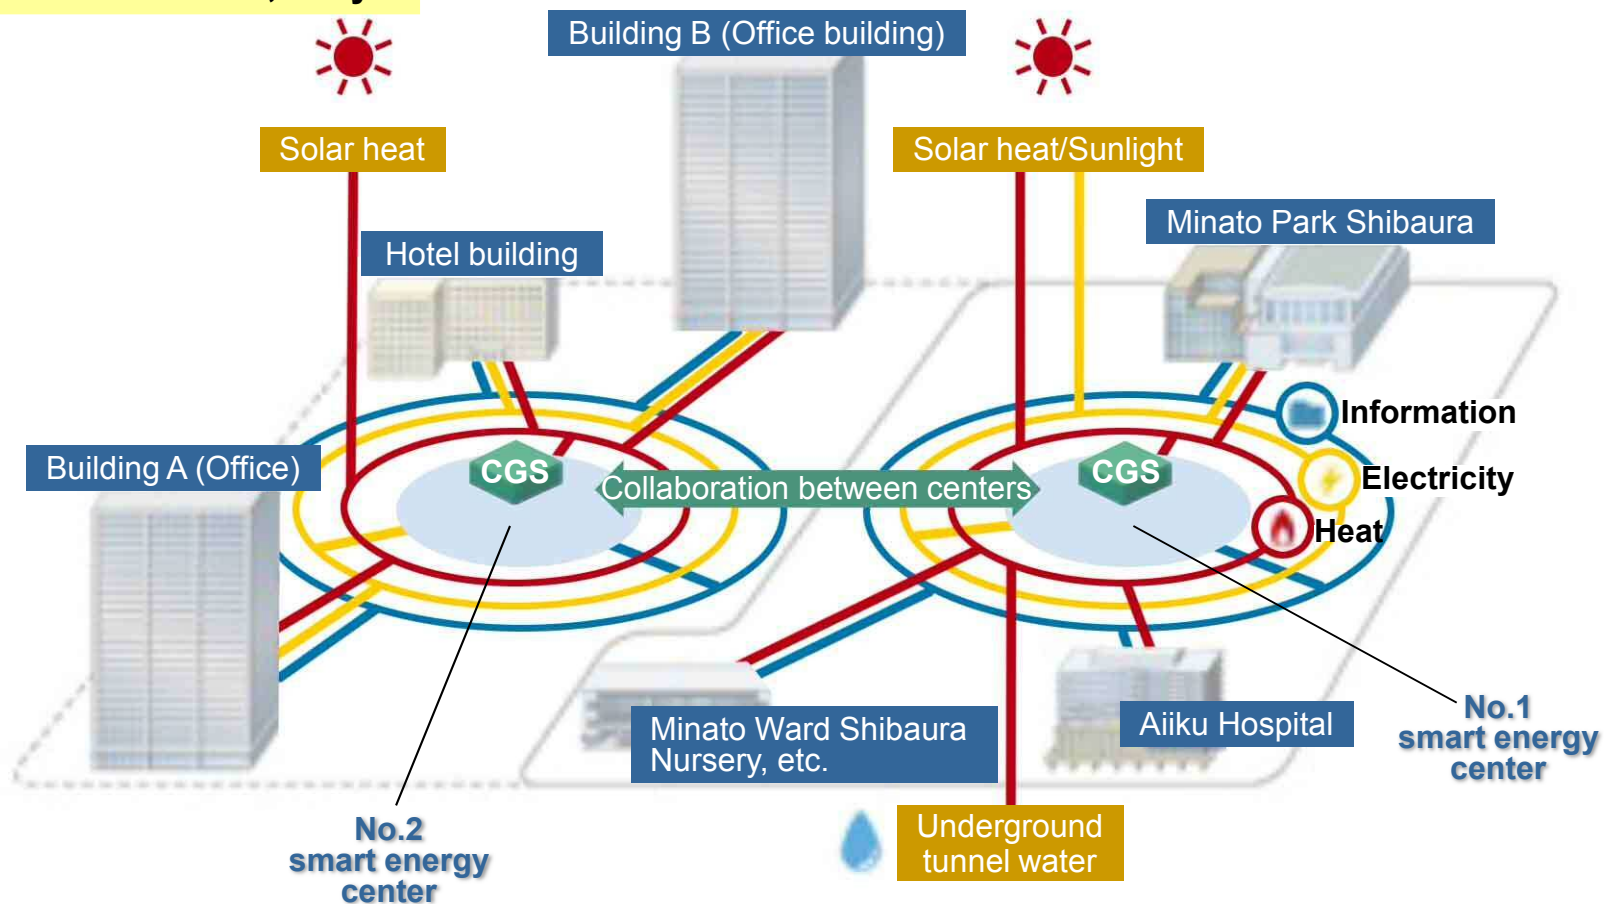 Building B (Office building)
Solar heat
Solar heat/Sunlight
Minato Park Shibaura
Hotel building
Information
Building A (Office)
CGS
CGS
Collaboration between centers
Electricity
Heat
Minato Ward Shibaura
Nursery, etc.
Aiiku Hospital
No.1
smart energy
center
Underground
tunnel water
No.2
smart energy
center